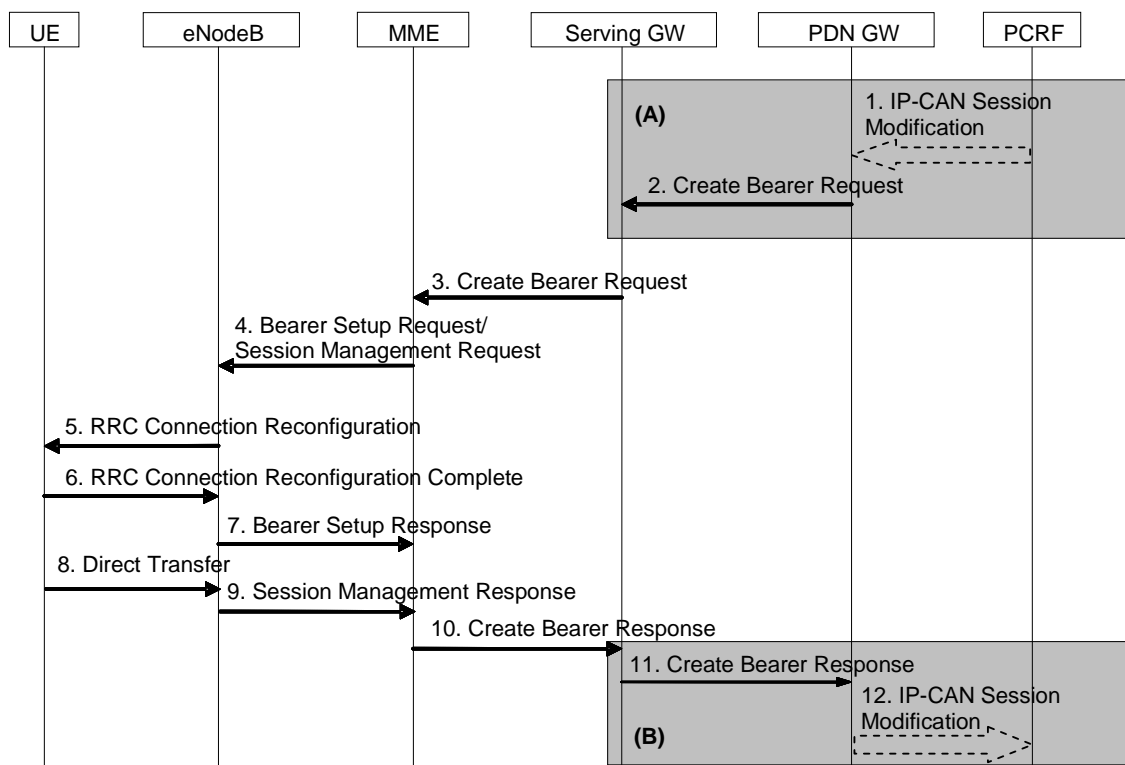 UE eNodeB MME Serving GW PDN GW PCRF
(A)
1. IP-CAN Session
Modification
2. Create Bearer Request
3. Create Bearer Request
4. Bearer Setup Request/
Session Management Request
5. RRC Connection Reconfiguration
6. RRC Connection Reconfiguration Complete
7. Bearer Setup Response
8. Direct Transfer
9. Session Management Response
10. Create Bearer Response
11. Create Bearer Response
12. IP-CAN Session
Modification
(B)